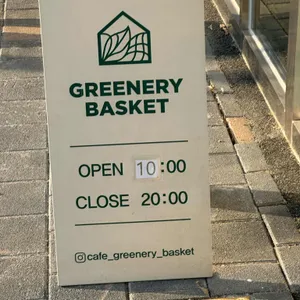 GREENERY
BASKET
OPEN 10:00
CLOSE 20:00
cafe_greenery_basket